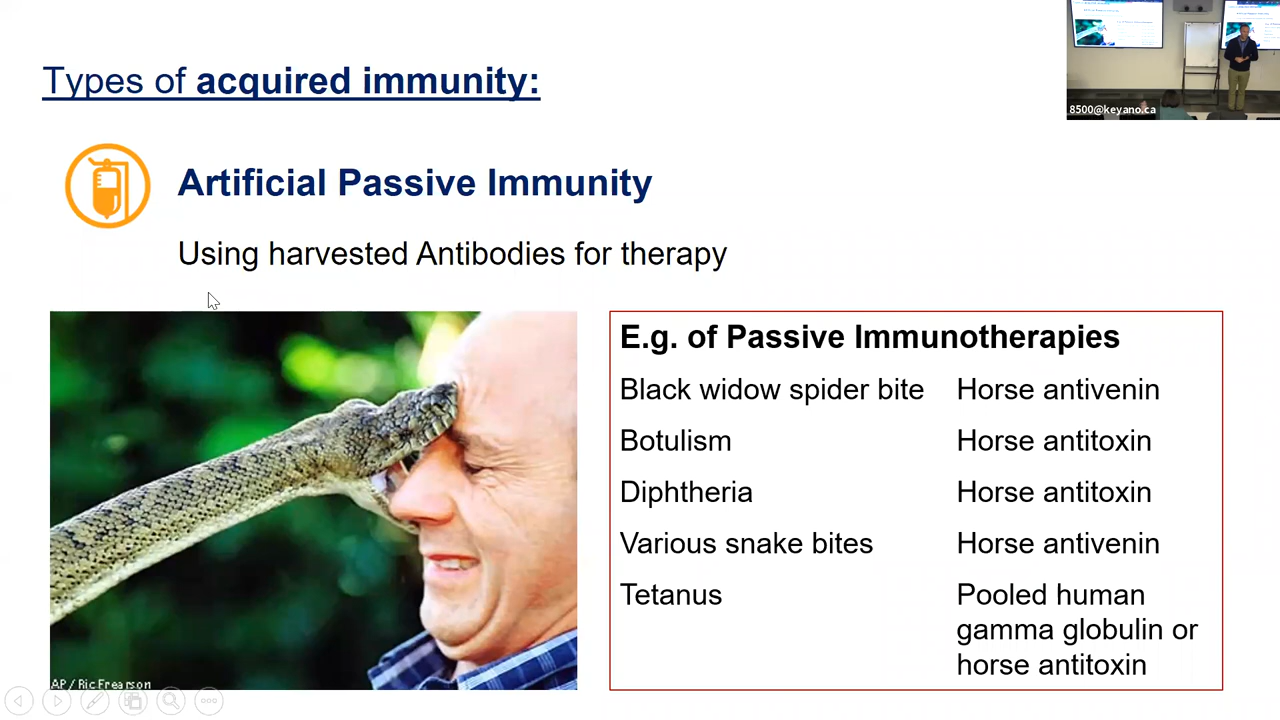 Types of acquired immunity:
8500@keyano.ca
Artificial Passive Immunity
Using harvested Antibodies for therapy
E.g. of Passive Immunotherapies
Black widow spider bite Horse antivenin
Botulism Horse antitoxin
Diphtheria Horse antitoxin
Various snake bites Horse antivenin
Tetanus Pooled human
gamma globulin or
horse antitoxin
AP / Ric Frearson